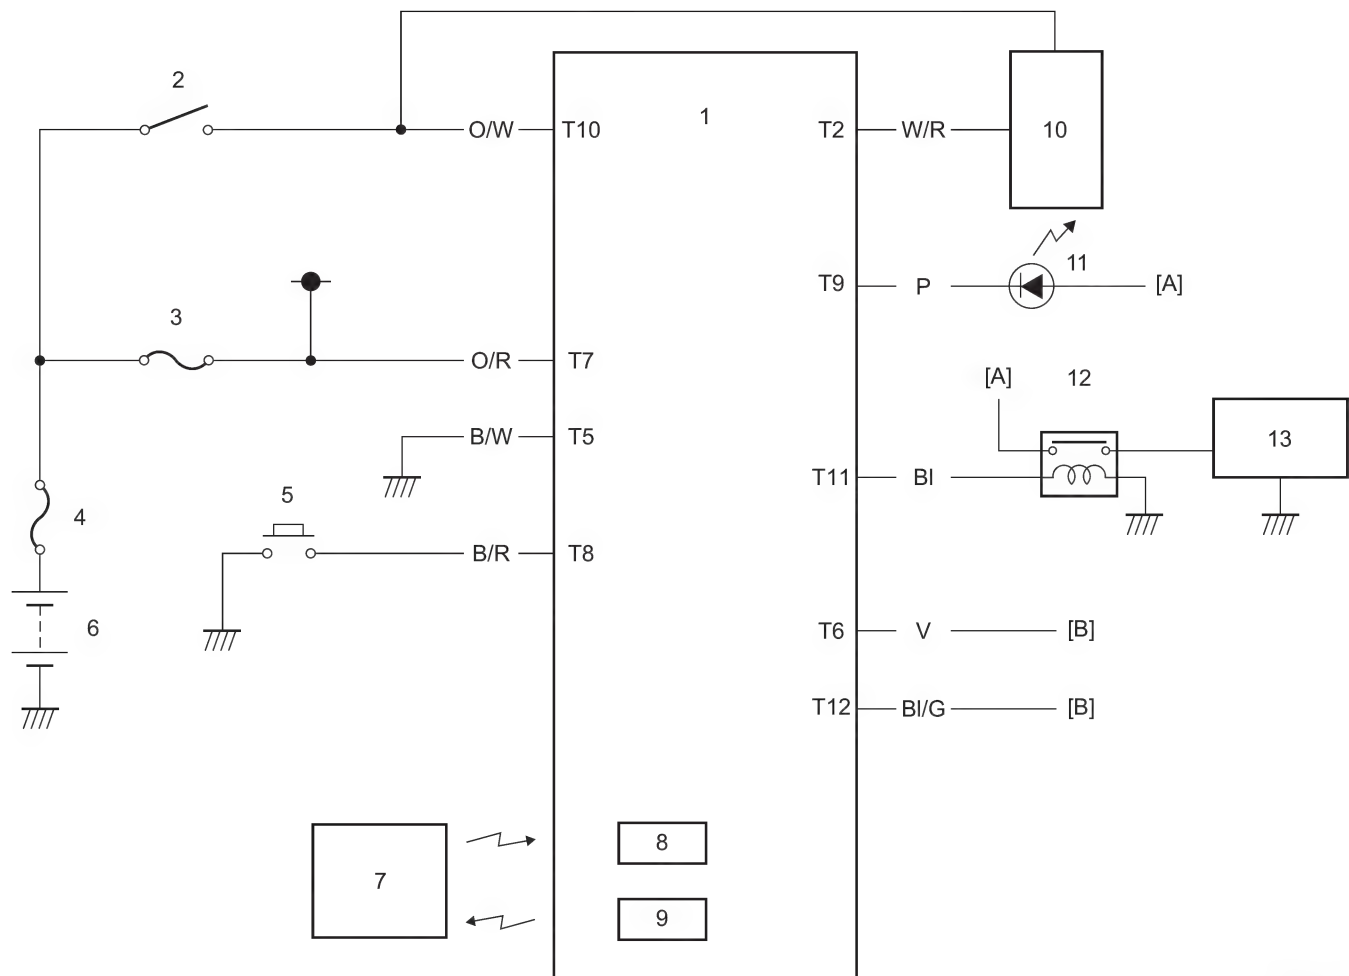 2
1
O/W T10
T2 W/R 10
11
T9 P [A]
3
O/R T7
[A] 12
B/W T5
13
T11 Bl
5
4
B/R T8
6
T6 V [B]
T12 Bl/G [B]
8
7
9